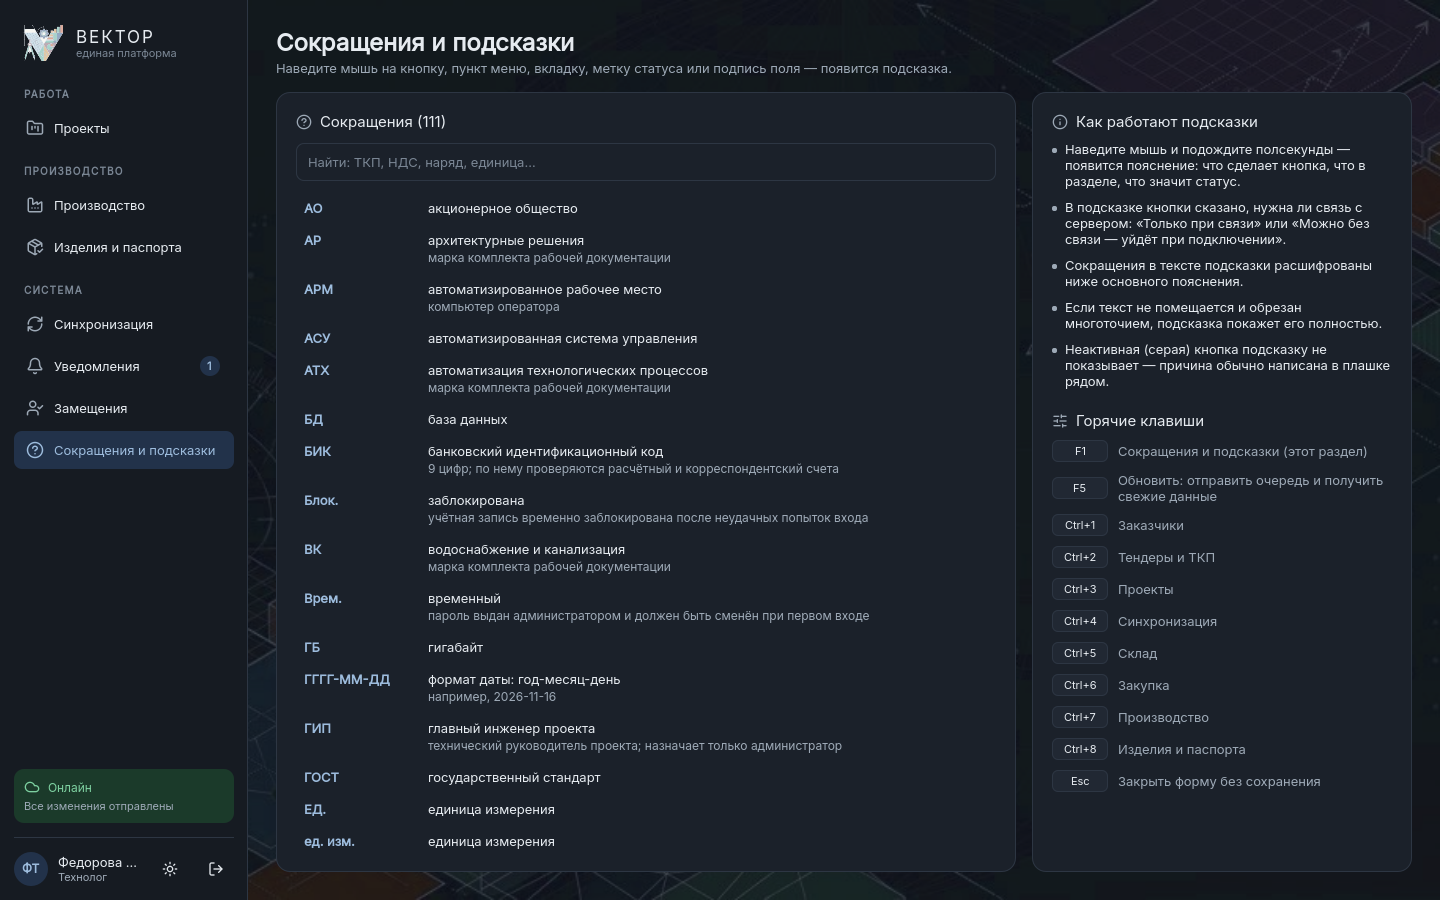 ВЕКТОР
единая платформа
РАБОТА
Проекты
ПРОИЗВОДСТВО
Производство
Изделия и паспорта
СИСТЕМА
Синхронизация
Уведомления 1
Замещения
Сокращения и подсказки
Онлайн
Все изменения отправлены
ФТ
Федорова ...
Технолог
Сокращения и подсказки
Наведите мышь на кнопку, пункт меню, вкладку, метку статуса или подпись поля — появится подсказка.
Сокращения (111)
Найти: ТКП, НДС, наряд, единица...
АО акционерное общество
АР архитектурные решения
марка комплекта рабочей документации
АРМ автоматизированное рабочее место
компьютер оператора
АСУ автоматизированная система управления
АТХ автоматизация технологических процессов
марка комплекта рабочей документации
БД база данных
БИК банковский идентификационный код
9 цифр; по нему проверяются расчётный и корреспондентский счета
Блок. заблокирована
учётная запись временно заблокирована после неудачных попыток входа
ВК водоснабжение и канализация
марка комплекта рабочей документации
Врем. временный
пароль выдан администратором и должен быть сменён при первом входе
ГБ гигабайт
ГГГГ-ММ-ДД формат даты: год-месяц-день
например, 2026-11-16
ГИП главный инженер проекта
технический руководитель проекта; назначает только администратор
ГОСТ государственный стандарт
ЕД. единица измерения
ед. изм. единица измерения
Как работают подсказки
Наведите мышь и подождите полсекунды —
появится пояснение: что сделает кнопка, что в
разделе, что значит статус.
В подсказке кнопки сказано, нужна ли связь с
сервером: «Только при связи» или «Можно без
связи — уйдёт при подключении».
Сокращения в тексте подсказки расшифрованы
ниже основного пояснения.
Если текст не помещается и обрезан
многоточием, подсказка покажет его полностью.
Неактивная (серая) кнопка подсказку не
показывает — причина обычно написана в плашке
рядом.
Горячие клавиши
F1 Сокращения и подсказки (этот раздел)
F5 Обновить: отправить очередь и получить
свежие данные
Ctrl+1 Заказчики
Ctrl+2 Тендеры и ТКП
Ctrl+3 Проекты
Ctrl+4 Синхронизация
Ctrl+5 Склад
Ctrl+6 Закупка
Ctrl+7 Производство
Ctrl+8 Изделия и паспорта
Esc Закрыть форму без сохранения